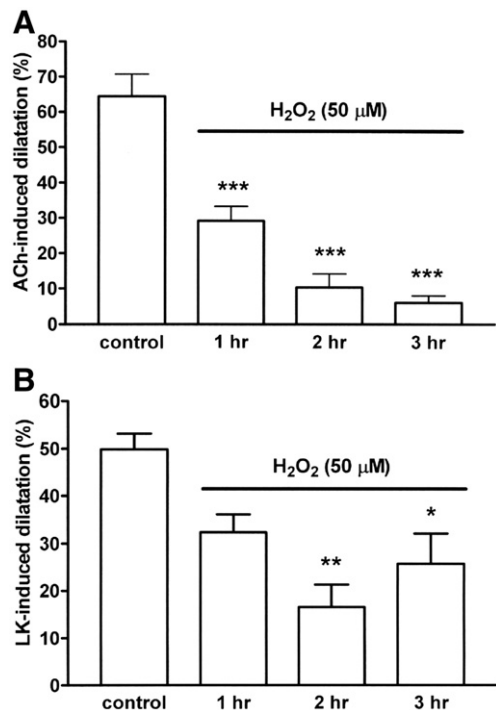 A
ACh-induced dilatation (%)
80
70
60
50
40
30
20
10
0
H₂O₂ (50 μM)
***
***
***
control 1 hr 2 hr 3 hr
B
LK-induced dilatation (%)
60
50
40
30
20
10
0
H₂O₂ (50 μM)
**
*
control 1 hr 2 hr 3 hr